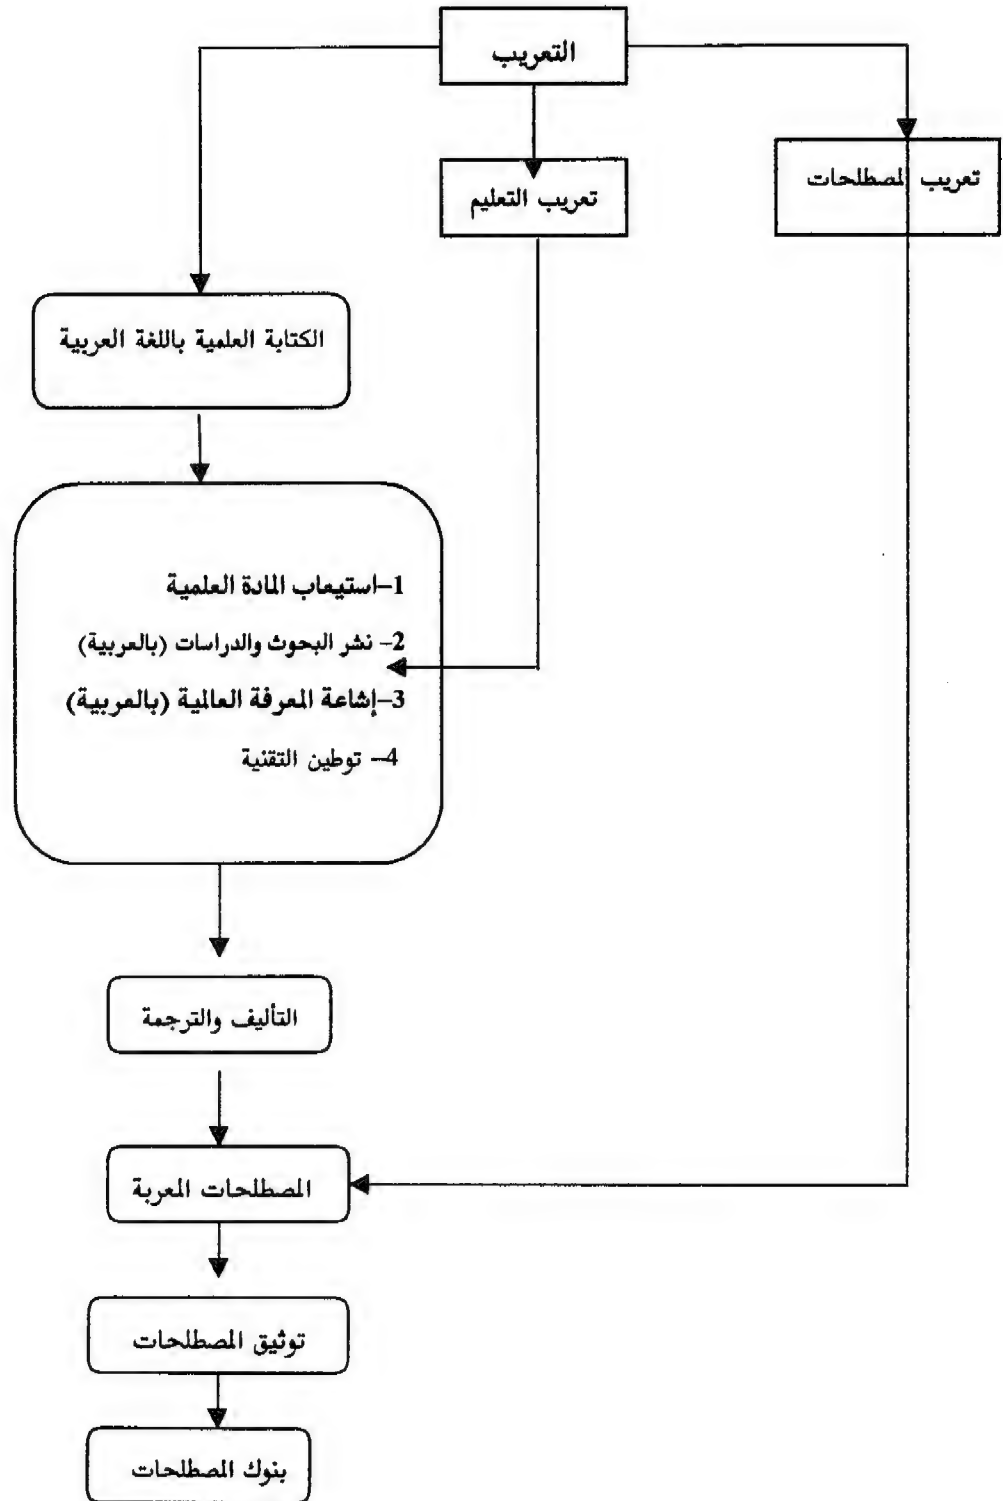 التعريب
تعريب المصطلحات
تعريب التعليم
الكتابة العلمية باللغة العربية
1–استيعاب المادة العلمية
2– نشر البحوث والدراسات (بالعربية)
3–إشاعة المعرفة العالمية (بالعربية)
4– توطين التقنية
التأليف والترجمة
المصطلحات المعربة
توثيق المصطلحات
بنوك المصطلحات